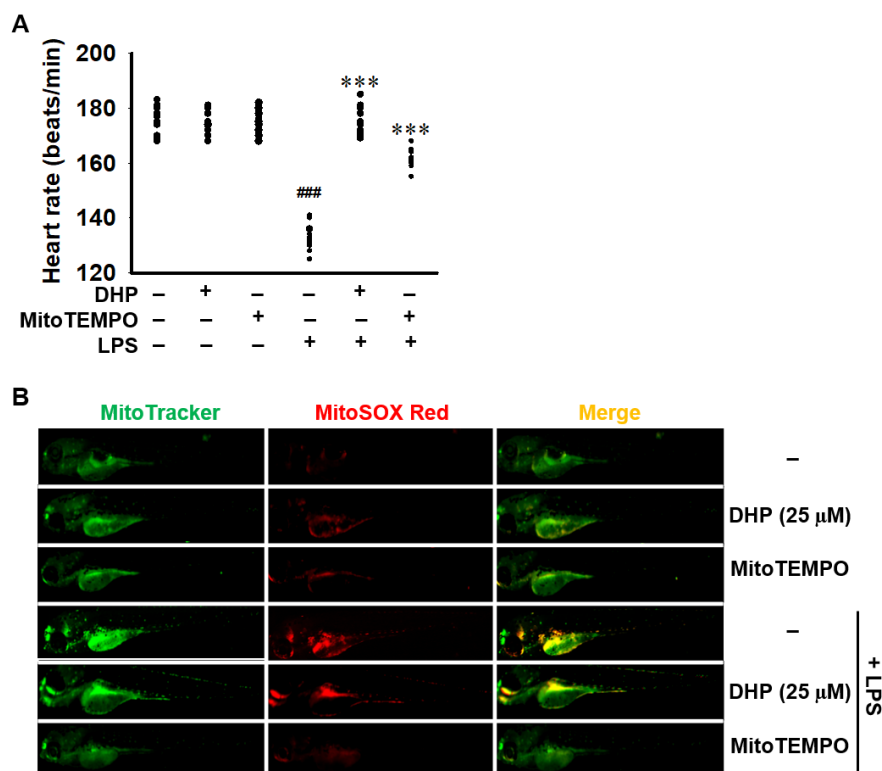 A
Heart rate (beats/min)
200
180
160
140
120
###
***
***
DHP – + – – + –
MitoTEMPO – – + – – +
LPS – – – + + +
B
MitoTracker MitoSOX Red Merge
–
DHP (25 μM)
MitoTEMPO
–
DHP (25 μM)
MitoTEMPO
+ LPS